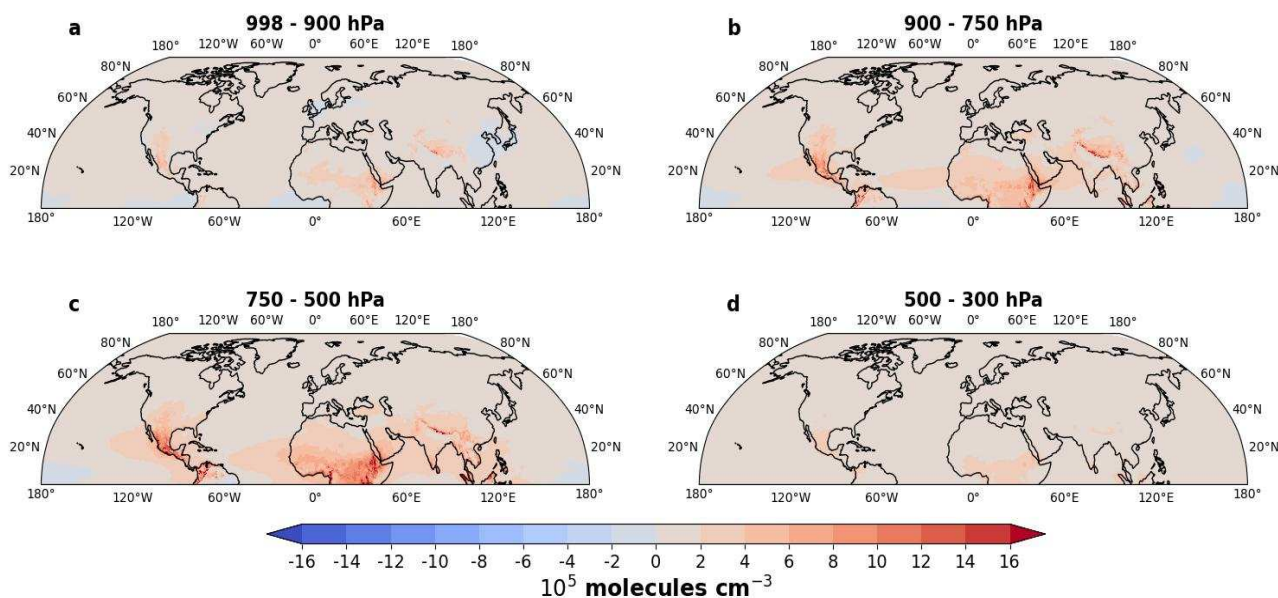 a 998 - 900 hPa
180° 120°W 60°W 0° 60°E 120°E 180°
80°N 80°N
60°N 60°N
40°N 40°N
20°N 20°N
180° 180°
120°W 60°W 0° 60°E 120°E
b 900 - 750 hPa
180° 120°W 60°W 0° 60°E 120°E 180°
80°N 80°N
60°N 60°N
40°N 40°N
20°N 20°N
180° 180°
120°W 60°W 0° 60°E 120°E
c 750 - 500 hPa
180° 120°W 60°W 0° 60°E 120°E 180°
80°N 80°N
60°N 60°N
40°N 40°N
20°N 20°N
180° 180°
120°W 60°W 0° 60°E 120°E
d 500 - 300 hPa
180° 120°W 60°W 0° 60°E 120°E 180°
80°N 80°N
60°N 60°N
40°N 40°N
20°N 20°N
180° 180°
120°W 60°W 0° 60°E 120°E
-16 -14 -12 -10 -8 -6 -4 -2 0 2 4 6 8 10 12 14 16
10⁵ molecules cm⁻³